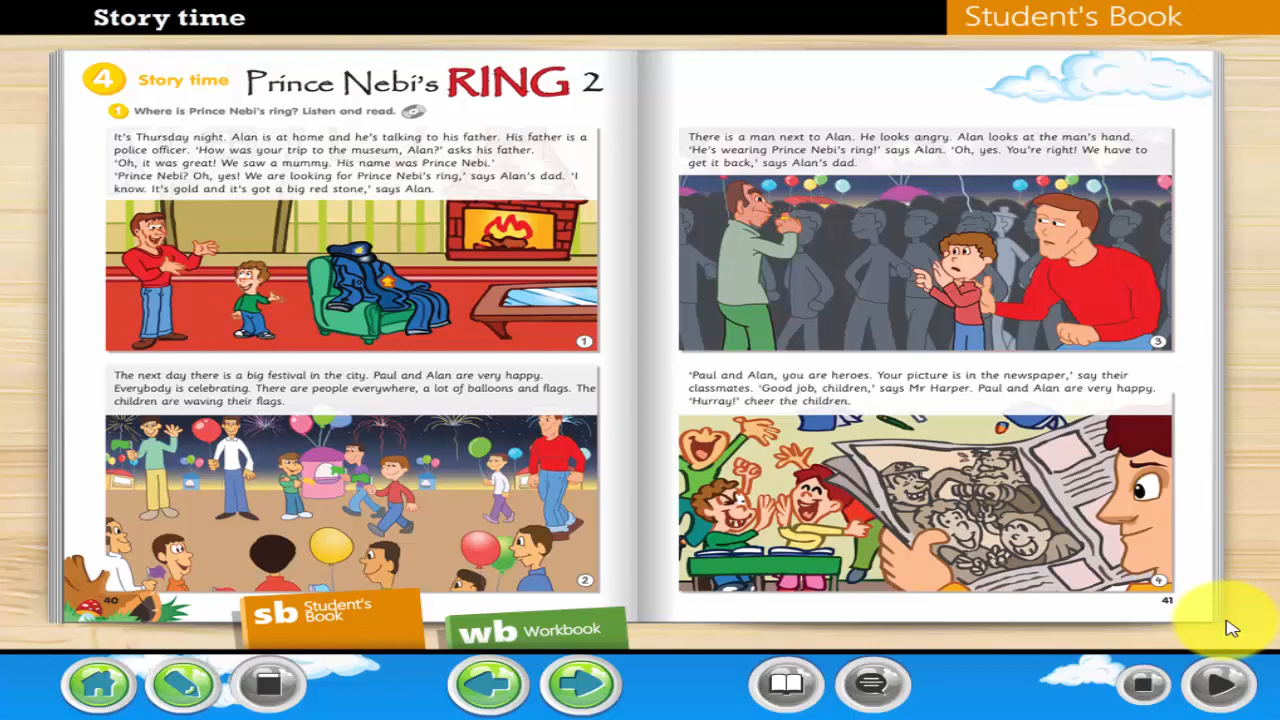 Story time
Student's Book
4 Story time Prince Nebi's RING 2
1 Where is Prince Nebi's ring? Listen and read.
It's Thursday night. Alan is at home and he's talking to his father. His father is a
police officer. 'How was your trip to the museum, Alan?' asks his father.
'Oh, it was great! We saw a mummy. His name was Prince Nebi.'
'Prince Nebi? Oh, yes! We are looking for Prince Nebi's ring,' says Alan's dad. 'I
know. It's gold and it's got a big red stone,' says Alan.
1
The next day there is a big festival in the city. Paul and Alan are very happy.
Everybody is celebrating. There are people everywhere, a lot of balloons and flags. The
children are waving their flags.
2
40
There is a man next to Alan. He looks angry. Alan looks at the man's hand.
'He's wearing Prince Nebi's ring!' says Alan. 'Oh, yes. You're right! We have to
get it back,' says Alan's dad.
3
'Paul and Alan, you are heroes. Your picture is in the newspaper,' say their
classmates. 'Good job, children,' says Mr Harper. Paul and Alan are very happy.
'Hurray!' cheer the children.
4
41
sb Student's
Book
wb Workbook